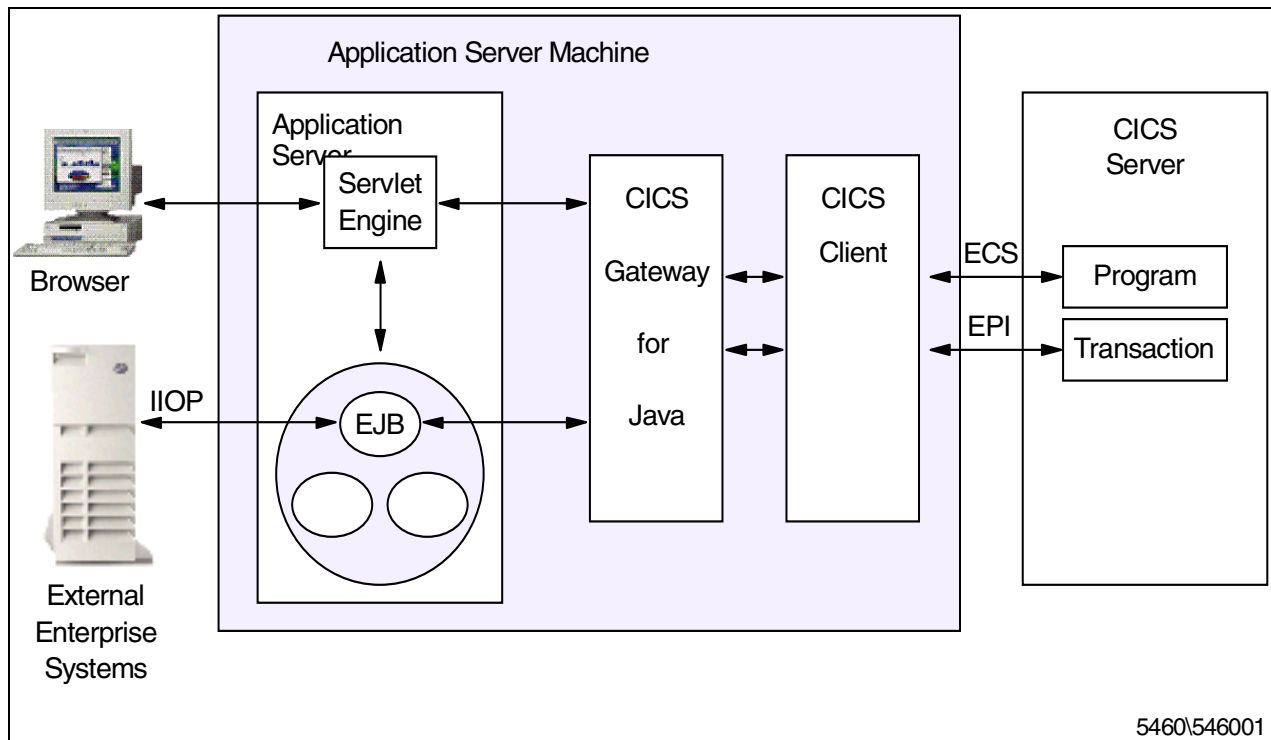 Application Server Machine
Application
Server
Servlet
Engine
Browser
IIOP
EJB
External
Enterprise
Systems
CICS
Gateway
for
Java
CICS
Client
ECS
EPI
CICS
Server
Program
Transaction
5460\546001